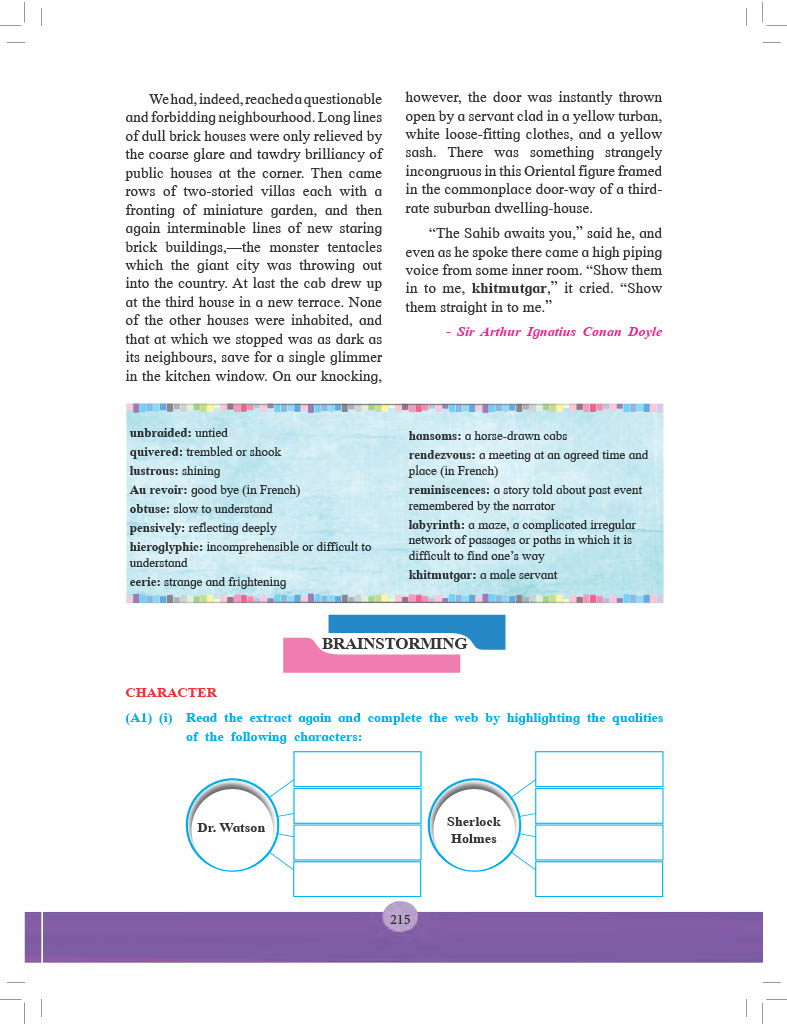 We had, indeed, reached a questionable
and forbidding neighbourhood. Long lines
of dull brick houses were only relieved by
the coarse glare and tawdry brilliancy of
public houses at the corner. Then came
rows of two-storied villas each with a
fronting of miniature garden, and then
again interminable lines of new staring
brick buildings,—the monster tentacles
which the giant city was throwing out
into the country. At last the cab drew up
at the third house in a new terrace. None
of the other houses were inhabited, and
that at which we stopped was as dark as
its neighbours, save for a single glimmer
in the kitchen window. On our knocking,
however, the door was instantly thrown
open by a servant clad in a yellow turban,
white loose-fitting clothes, and a yellow
sash. There was something strangely
incongruous in this Oriental figure framed
in the commonplace door-way of a third-
rate suburban dwelling-house.
“The Sahib awaits you,” said he, and
even as he spoke there came a high piping
voice from some inner room. “Show them
in to me, khitmutgar,” it cried. “Show
them straight in to me.”
- Sir Arthur Ignatius Conan Doyle
unbraided: untied
quivered: trembled or shook
lustrous: shining
Au revoir: good bye (in French)
obtuse: slow to understand
pensively: reflecting deeply
hieroglyphic: incomprehensible or difficult to
understand
eerie: strange and frightening
hansoms: a horse-drawn cabs
rendezvous: a meeting at an agreed time and
place (in French)
reminiscences: a story told about past event
remembered by the narrator
labyrinth: a maze, a complicated irregular
network of passages or paths in which it is
difficult to find one’s way
khitmutgar: a male servant
BRAINSTORMING
CHARACTER
(A1) (i) Read the extract again and complete the web by highlighting the qualities
of the following characters:
Dr. Watson
Sherlock
Holmes
215